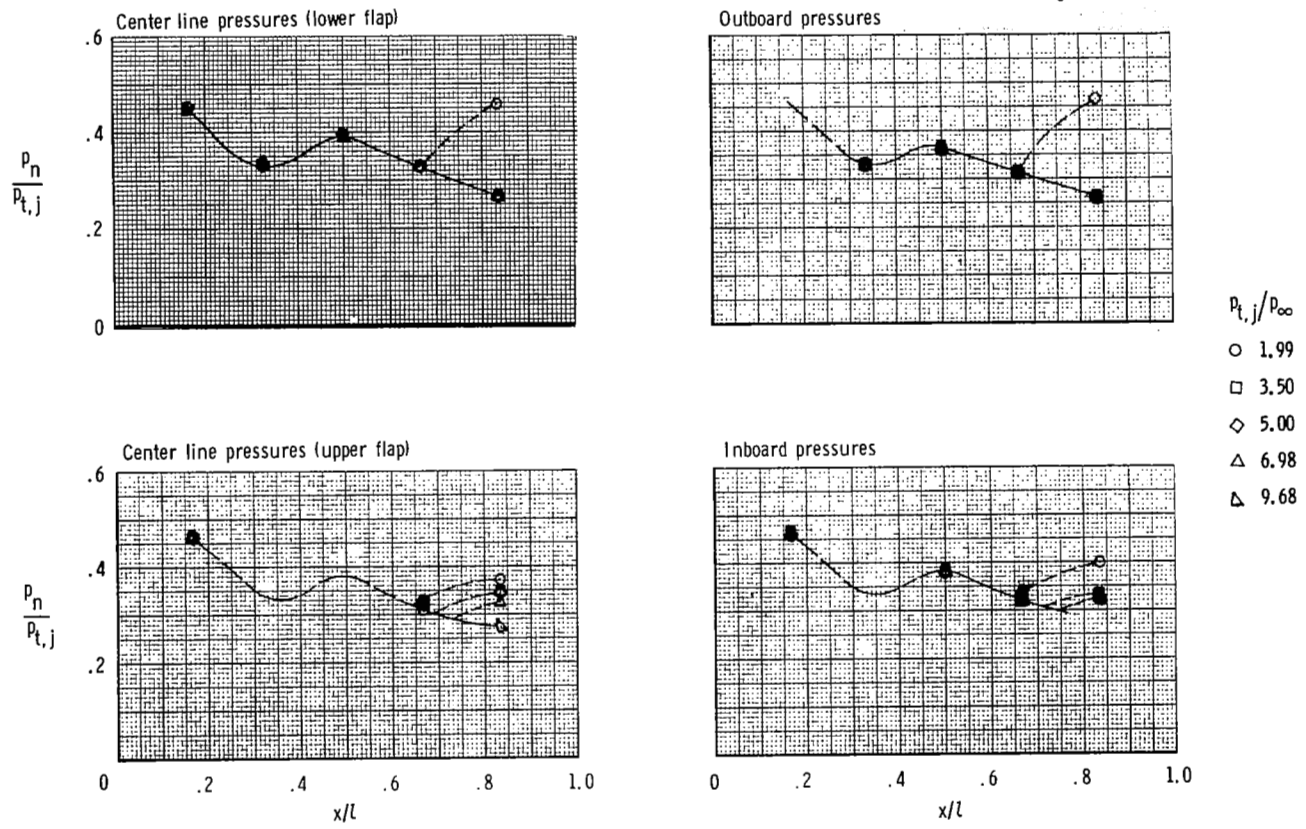 Center line pressures (lower flap)
Outboard pressures
.6
.4
.2
0
p_n
p_t,j
p_t,j/p_∞
1.99
3.50
5.00
6.98
9.68
Center line pressures (upper flap)
Inboard pressures
.6
.4
.2
p_n
p_t,j
0 .2 .4 .6 .8 1.0
x/l
0 .2 .4 .6 .8 1.0
x/l